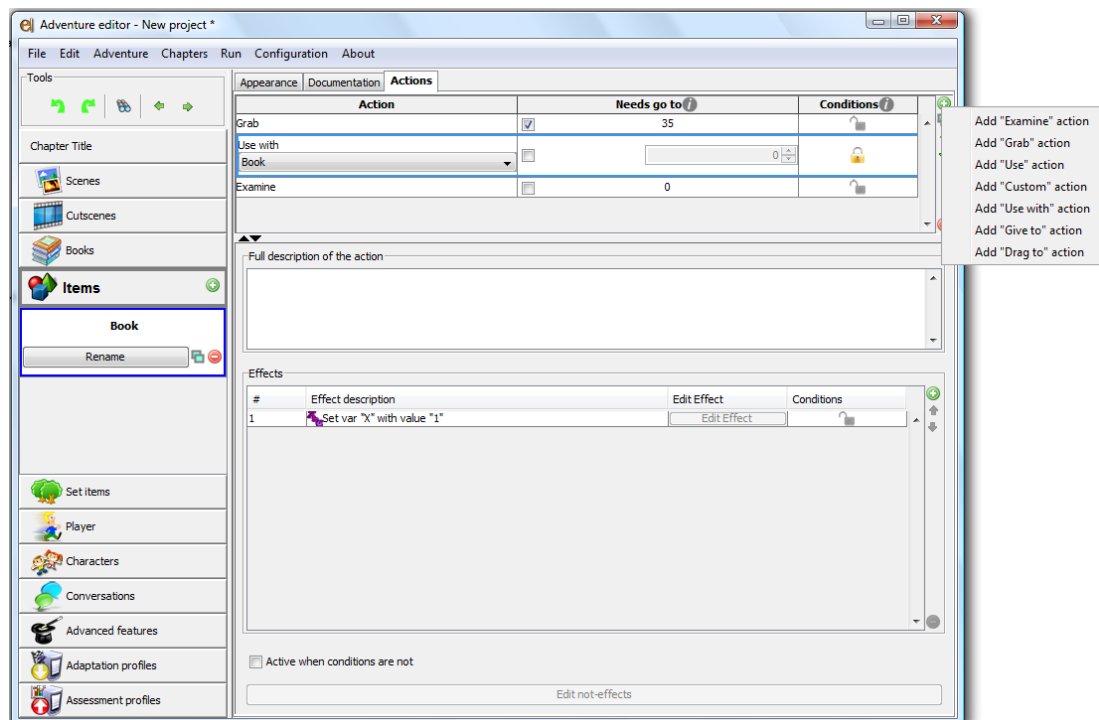 Adventure editor - New project *
File Edit Adventure Chapters Run Configuration About
Tools
Appearance Documentation Actions
Action Needs go to Conditions
Grab 35
Use with
Book 0
Examine 0
Add "Examine" action
Add "Grab" action
Add "Use" action
Add "Custom" action
Add "Use with" action
Add "Give to" action
Add "Drag to" action
Chapter Title
Scenes
Cutscenes
Books
Items
Book
Rename
Full description of the action
Effects
# Effect description Edit Effect Conditions
1 Set var "X" with value "1" Edit Effect
Set items
Player
Characters
Conversations
Advanced features
Adaptation profiles
Assessment profiles
Active when conditions are not
Edit not-effects